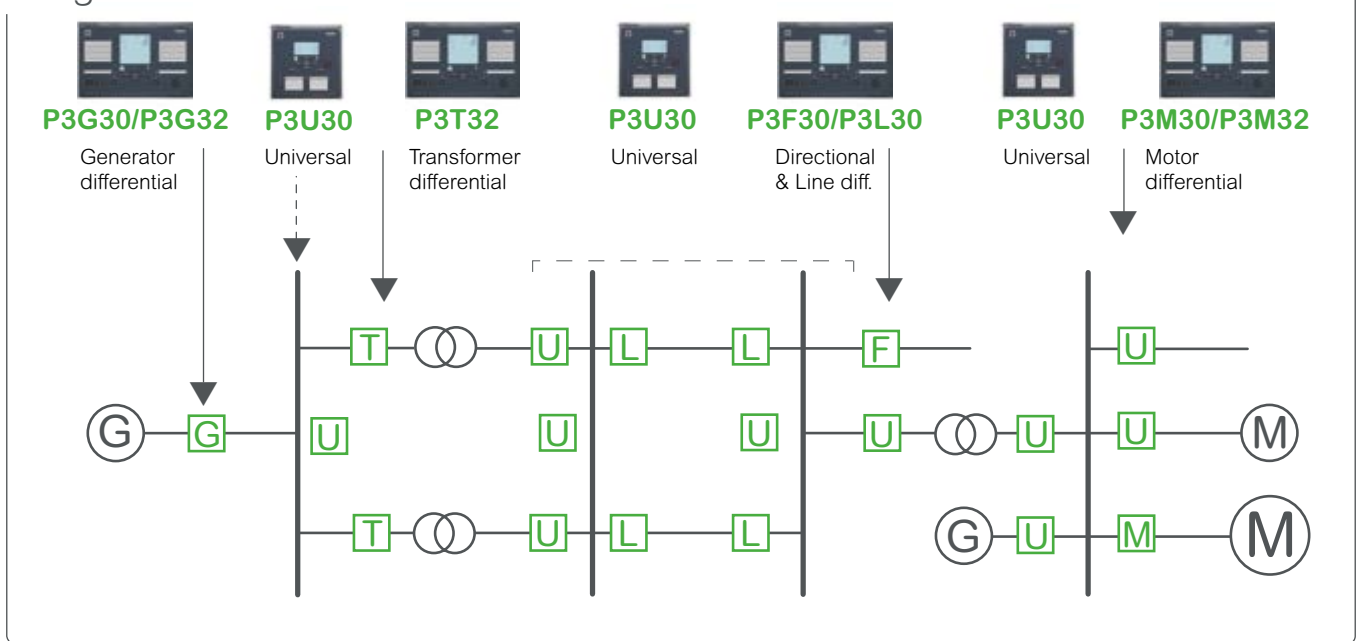 P3G30/P3G32 P3U30 P3T32 P3U30 P3F30/P3L30 P3U30 P3M30/P3M32
Generator differential
Universal
Transformer differential
Universal
Directional & Line diff.
Universal
Motor differential
T U L L F U
G G U U U U U U M
T U L L G U M M